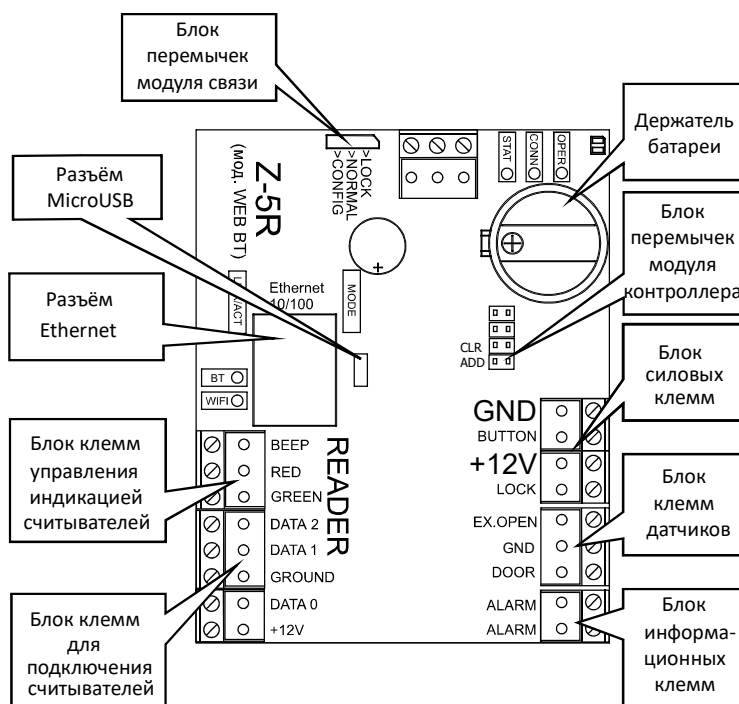 Блок
перемычек
модуля связи
Держатель
батареи
Разъём
MicroUSB
Разъём
Ethernet
Блок
перемычек
модуля
контроллера
Блок
силовых
клемм
Блок клемм
управления
индикацией
считывателей
Блок
клемм
датчиков
Блок клемм
для
подключения
считывателей
Блок
информа-
ционных
клемм
Z-5R
(мод. WEB BT)
>LOCK
>NORMAL
>CONFIG
STAT
CONN
OPER
+
Ethernet
10/100
MODE
/ACT
BT
WIFI
CLR
ADD
READER
BEEP
RED
GREEN
DATA 2
DATA 1
GROUND
DATA 0
+12V
GND
BUTTON
+12V
LOCK
EX.OPEN
GND
DOOR
ALARM
ALARM